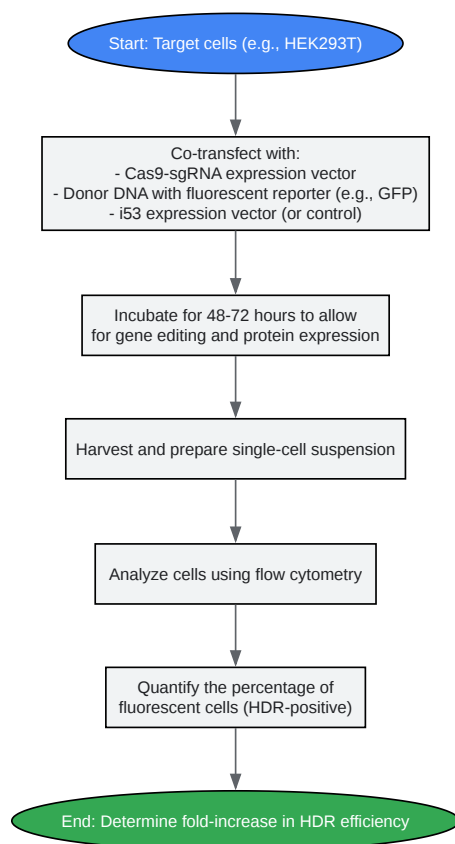 Start: Target cells (e.g., HEK293T)
Co-transfect with:
- Cas9-sgRNA expression vector
- Donor DNA with fluorescent reporter (e.g., GFP)
- i53 expression vector (or control)
Incubate for 48-72 hours to allow
for gene editing and protein expression
Harvest and prepare single-cell suspension
Analyze cells using flow cytometry
Quantify the percentage of
fluorescent cells (HDR-positive)
End: Determine fold-increase in HDR efficiency